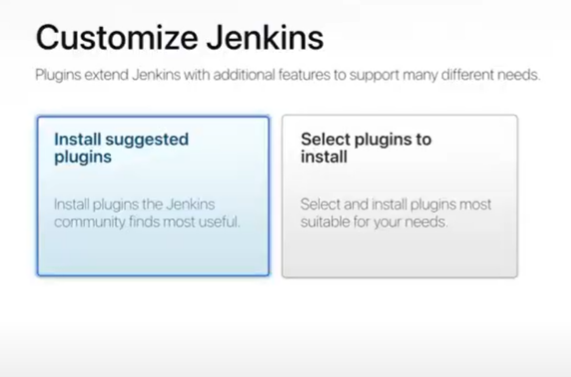 Customize Jenkins
Plugins extend Jenkins with additional features to support many different needs.
Install suggested
plugins
Install plugins the Jenkins
community finds most useful.
Select plugins to
install
Select and install plugins most
suitable for your needs.